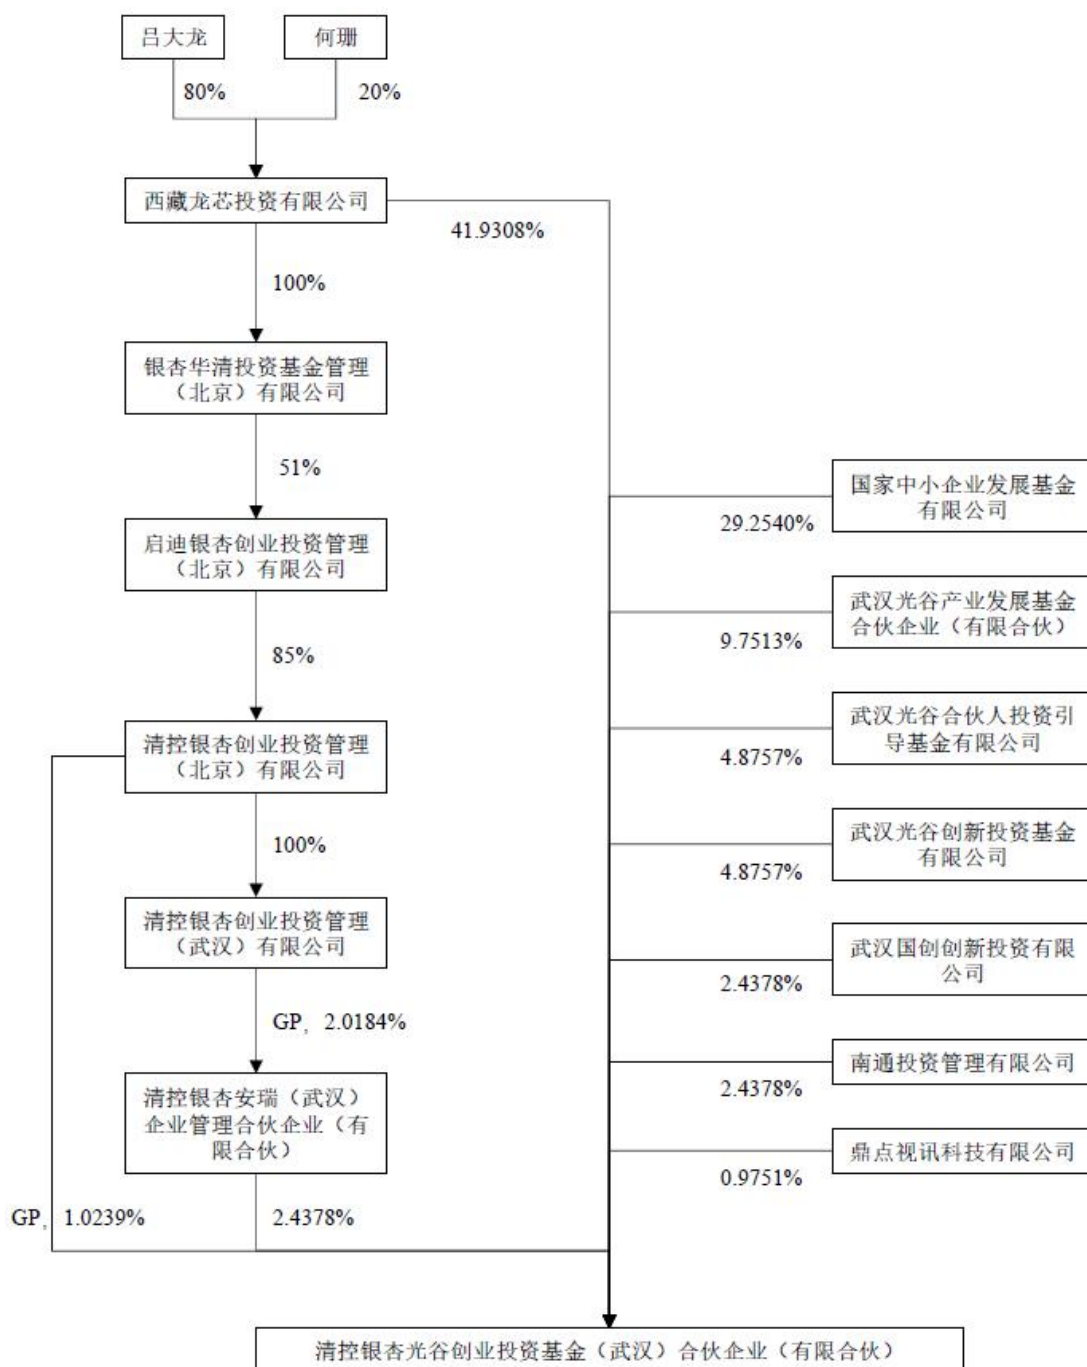 吕大龙
何珊
80%
20%
西藏龙芯投资有限公司
41.9308%
100%
银杏华清投资基金管理
（北京）有限公司
51%
国家中小企业发展基金
有限公司
29.2540%
启迪银杏创业投资管理
（北京）有限公司
武汉光谷产业发展基金
合伙企业（有限合伙）
9.7513%
85%
武汉光谷合伙人投资引
导基金有限公司
4.8757%
清控银杏创业投资管理
（北京）有限公司
100%
武汉光谷创新投资基金
有限公司
4.8757%
清控银杏创业投资管理
（武汉）有限公司
武汉国创创新投资有限
公司
2.4378%
GP，2.0184%
南通投资管理有限公司
2.4378%
清控银杏安瑞（武汉）
企业管理合伙企业（有
限合伙）
鼎点视讯科技有限公司
0.9751%
GP，1.0239%
2.4378%
清控银杏光谷创业投资基金（武汉）合伙企业（有限合伙）